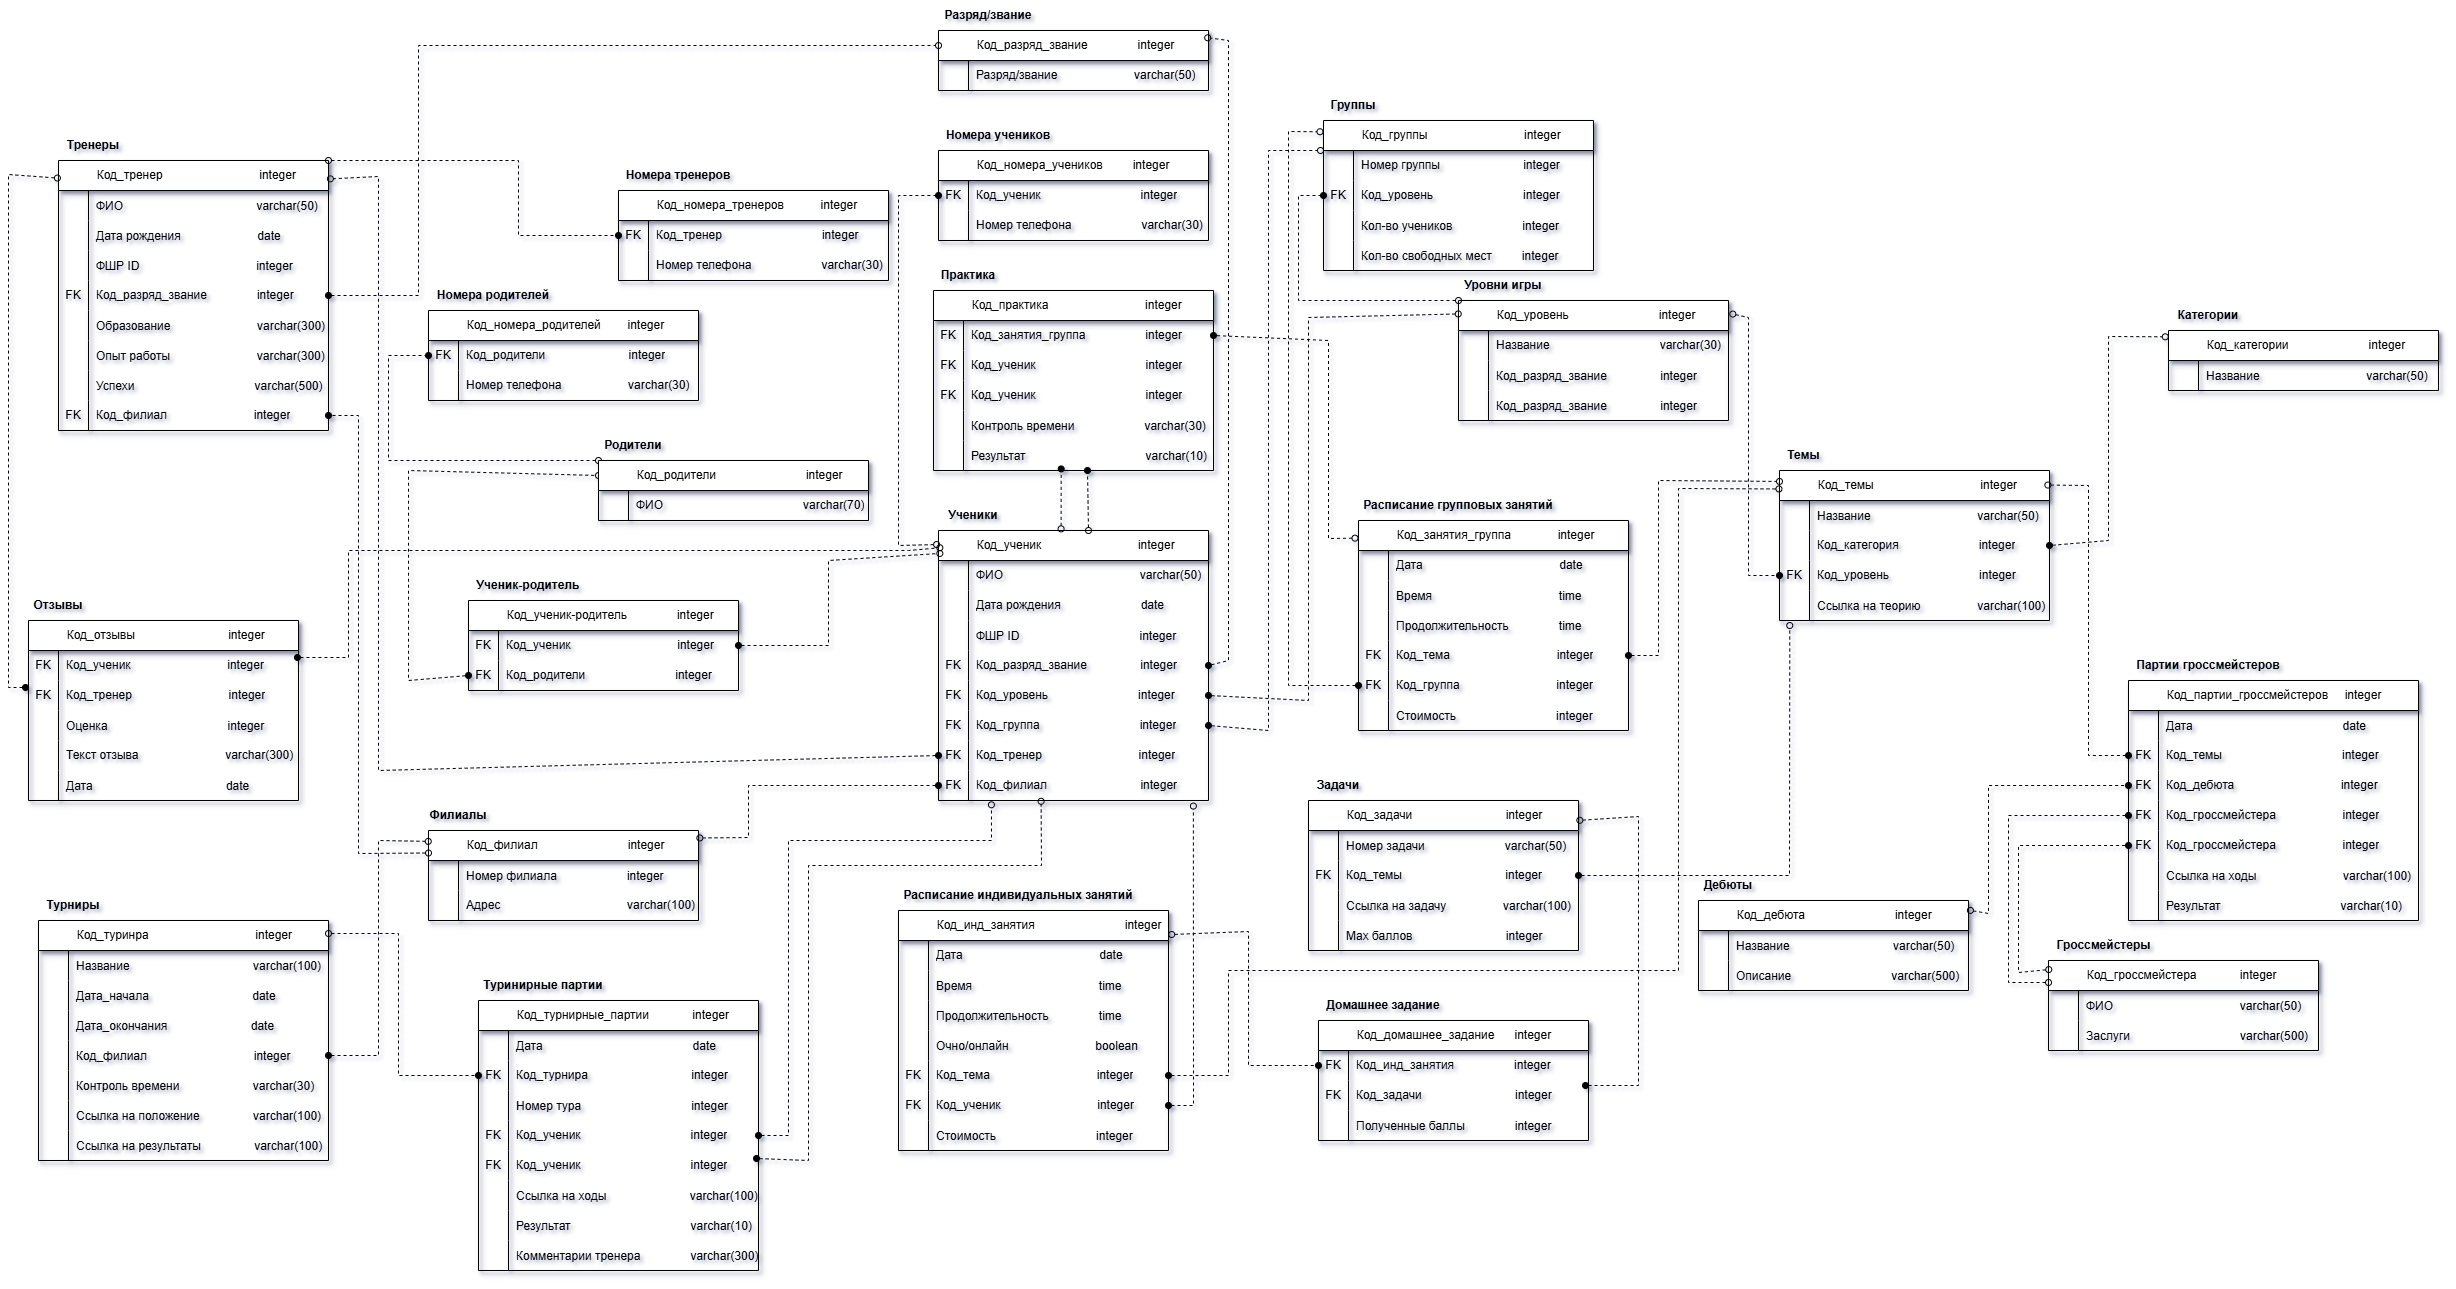 Разряд/звание
Код_разряд_звание integer
Разряд/звание varchar(50)
Группы
Код_группы integer
Номер группы integer
FK Код_уровень integer
Кол-во учеников integer
Кол-во свободных мест integer
Тренеры
Код_тренер integer
ФИО varchar(50)
Дата рождения date
ФШР ID integer
FK Код_разряд_звание integer
Образование varchar(300)
Опыт работы varchar(300)
Успехи varchar(500)
FK Код_филиал integer
Номера тренеров
Код_номера_тренеров integer
FK Код_тренер integer
Номер телефона varchar(30)
Номера учеников
Код_номера_учеников integer
FK Код_ученик integer
Номер телефона varchar(30)
Номера родителей
Код_номера_родителей integer
FK Код_родители integer
Номер телефона varchar(30)
Практика
Код_практика integer
FK Код_занятия_группа integer
FK Код_ученик integer
FK Код_ученик integer
Контроль времени varchar(30)
Результат varchar(10)
Уровни игры
Код_уровень integer
Название varchar(30)
Код_разряд_звание integer
Код_разряд_звание integer
Категории
Код_категории integer
Название varchar(50)
Родители
Код_родители integer
ФИО varchar(70)
Темы
Код_темы integer
Название varchar(50)
Код_категория integer
FK Код_уровень integer
Ссылка на теорию varchar(100)
Ученики
Код_ученик integer
ФИО varchar(50)
Дата рождения date
ФШР ID integer
FK Код_разряд_звание integer
FK Код_уровень integer
FK Код_группа integer
FK Код_тренер integer
FK Код_филиал integer
Расписание групповых занятий
Код_занятия_группа integer
Дата date
Время time
Продолжительность time
FK Код_тема integer
FK Код_группа integer
Стоимость integer
Ученик-родитель
Код_ученик-родитель integer
FK Код_ученик integer
FK Код_родители integer
Отзывы
Код_отзывы integer
FK Код_ученик integer
FK Код_тренер integer
Оценка integer
Текст отзыва varchar(300)
Дата date
Партии гроссмейстеров
Код_партии_гроссмейстеров integer
Дата date
FK Код_темы integer
FK Код_дебюта integer
FK Код_гроссмейстера integer
FK Код_гроссмейстера integer
Ссылка на ходы varchar(100)
Результат varchar(10)
Задачи
Код_задачи integer
Номер задачи varchar(50)
FK Код_темы integer
Ссылка на задачу varchar(100)
Мах баллов integer
Филиалы
Код_филиал integer
Номер филиала integer
Адрес varchar(100)
Дебюты
Код_дебюта integer
Название varchar(50)
Описание varchar(500)
Турниры
Код_туринра integer
Название varchar(100)
Дата_начала date
Дата_окончания date
Код_филиал integer
Контроль времени varchar(30)
Ссылка на положение varchar(100)
Ссылка на результаты varchar(100)
Расписание индивидуальных занятий
Код_инд_занятия integer
Дата date
Время time
Продолжительность time
Очно/онлайн boolean
FK Код_тема integer
FK Код_ученик integer
Стоимость integer
Гроссмейстеры
Код_гроссмейстера integer
ФИО varchar(50)
Заслуги varchar(500)
Туринирные партии
Код_турнирные_партии integer
Дата date
FK Код_турнира integer
Номер тура integer
FK Код_ученик integer
FK Код_ученик integer
Ссылка на ходы varchar(100)
Результат varchar(10)
Комментарии тренера varchar(300)
Домашнее задание
Код_домашнее_задание integer
FK Код_инд_занятия integer
FK Код_задачи integer
Полученные баллы integer